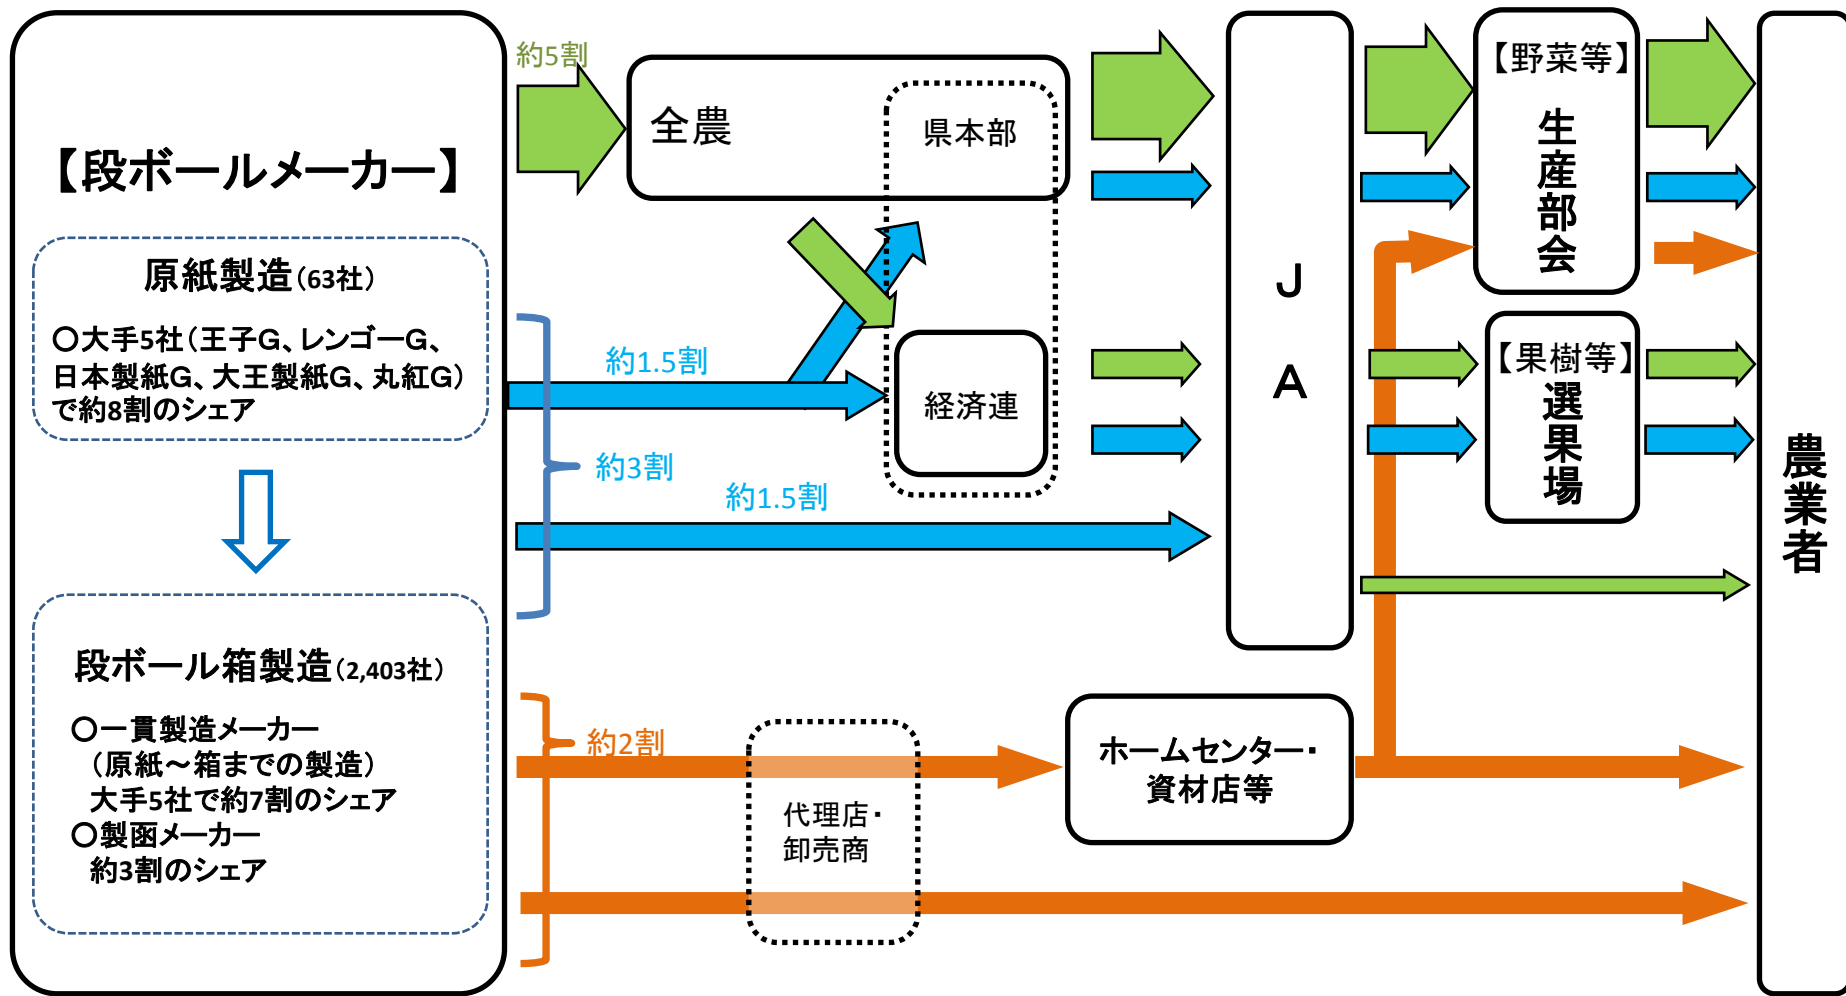 【段ボールメーカー】
原紙製造（63社）
○大手5社（王子G、レンゴーG、
日本製紙G、大王製紙G、丸紅G）
で約8割のシェア
段ボール箱製造（2,403社）
○一貫製造メーカー
（原紙～箱までの製造）
大手5社で約7割のシェア
○製函メーカー
約3割のシェア
約5割
全農
県本部
約1.5割
経済連
約3割
約1.5割
約2割
代理店・
卸売商
ホームセンター・
資材店等
JA
【野菜等】
生産部会
【果樹等】
選果場
農業者